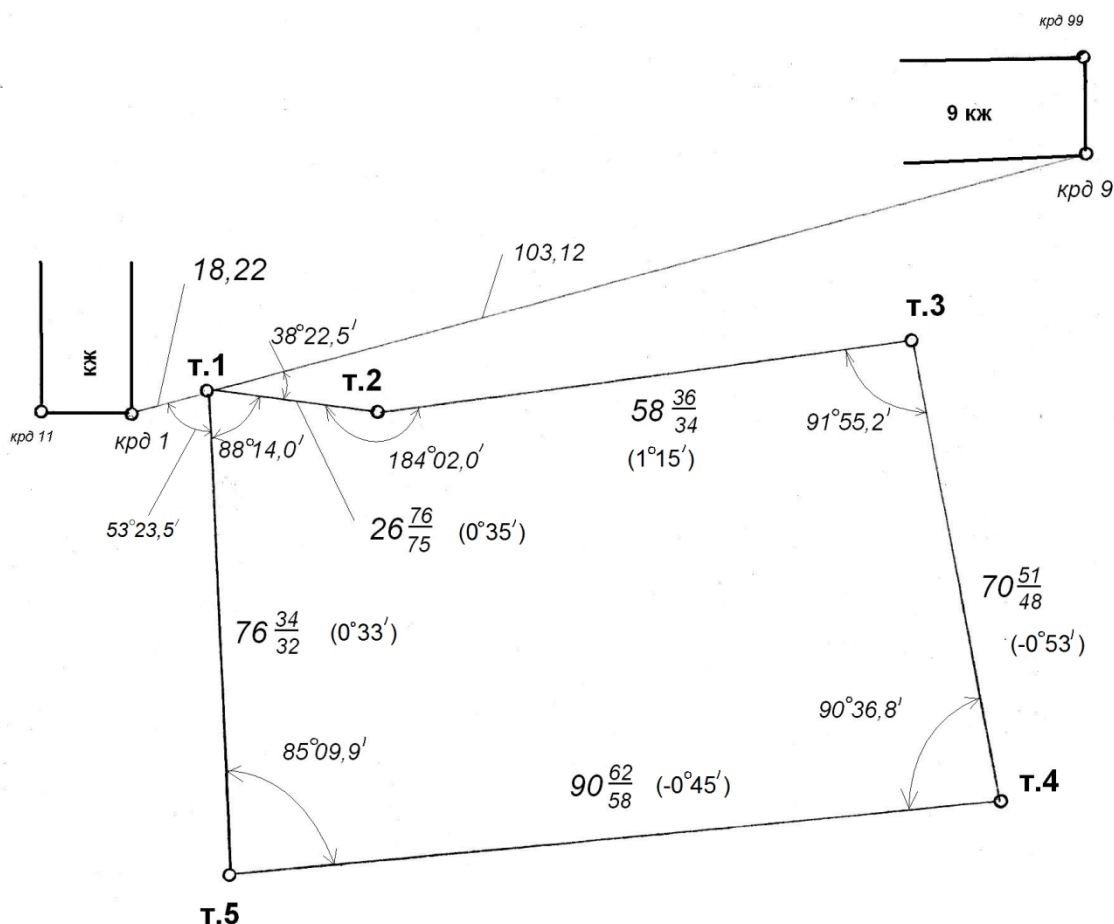 крд 99
9 кж
крд 9
103,12
18,22
38°22,5′
т.3
т.1
т.2
кж
крд 11
крд 1
88°14,0′
184°02,0′
58 36/34
(1°15′)
91°55,2′
53°23,5′
26 76/75 (0°35′)
70 51/48
(-0°53′)
76 34/32 (0°33′)
90°36,8′
85°09,9′
90 62/58 (-0°45′)
т.4
т.5